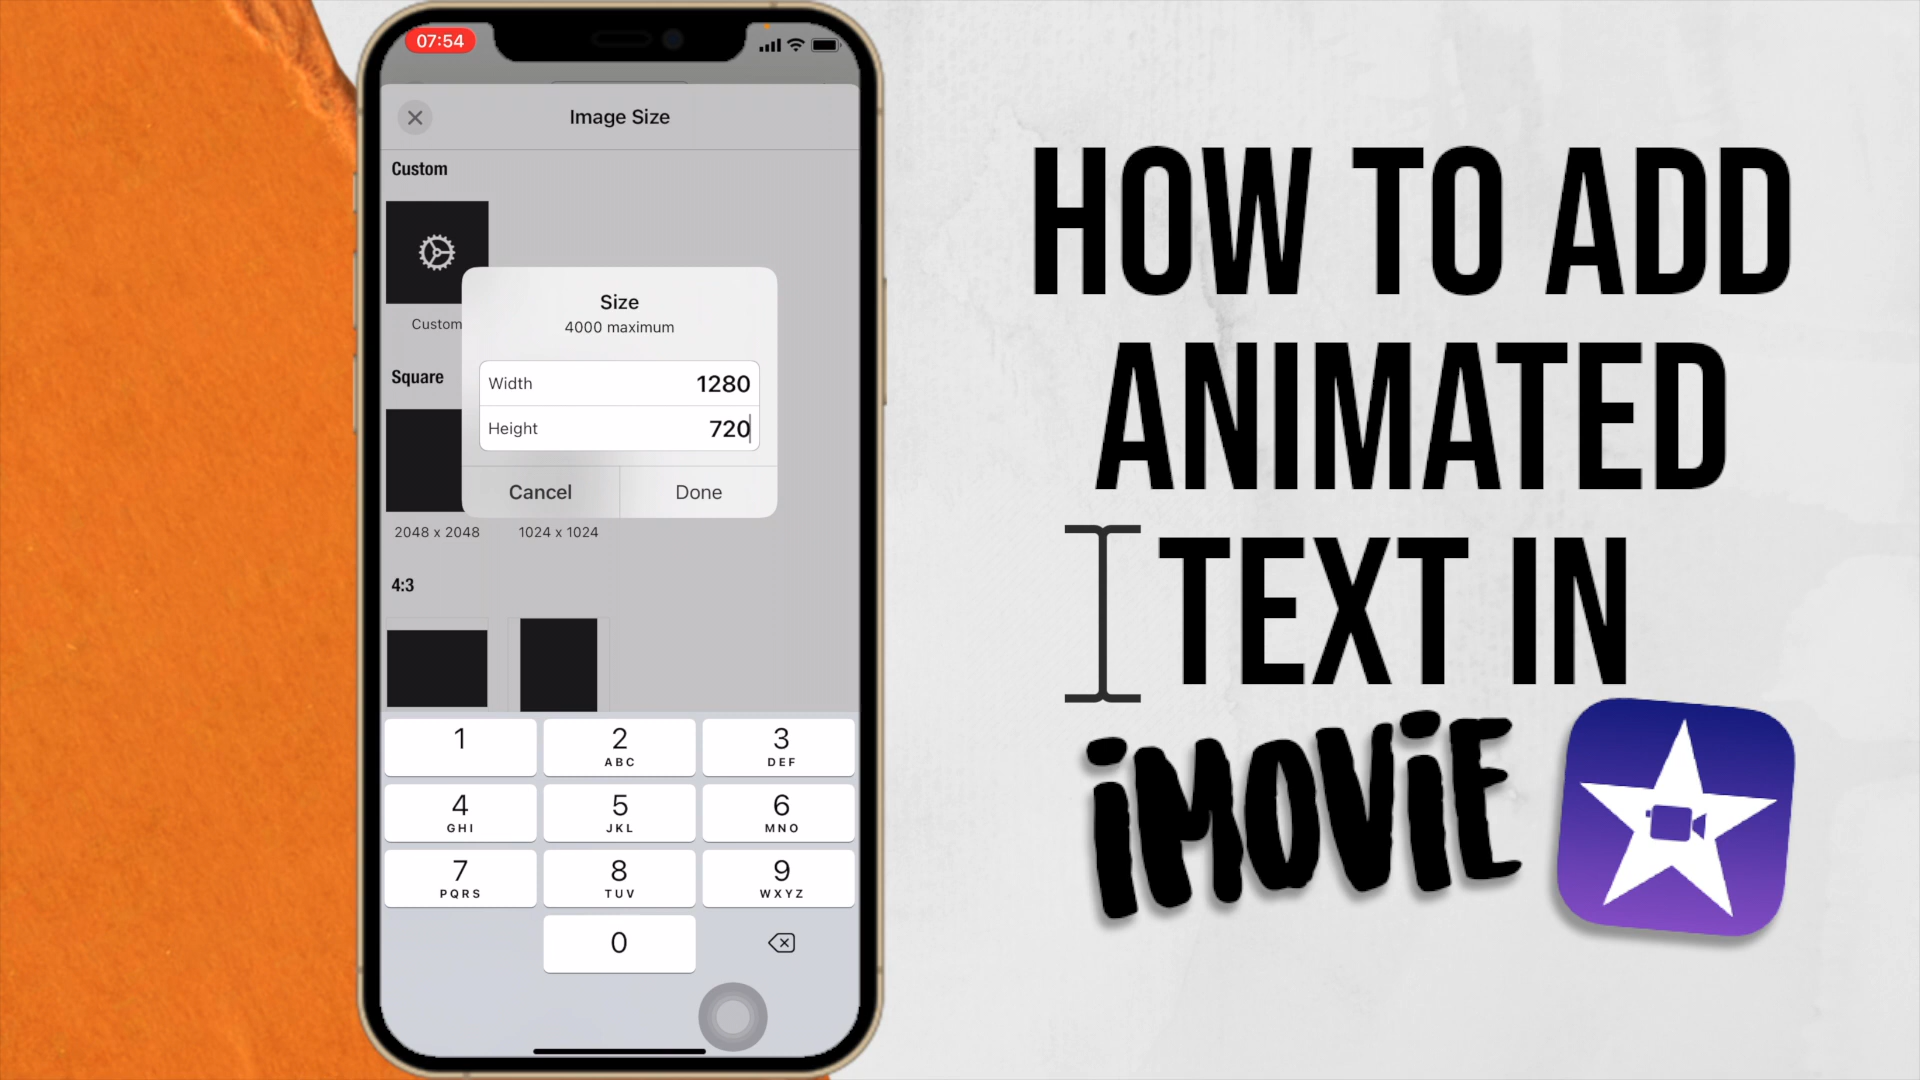 07:54
Image Size
Custom
Custom
Size
4000 maximum
Width 1280
Height 720
Cancel Done
Square
2048 x 2048 1024 x 1024
4:3
1
2 ABC
3 DEF
4 GHI
5 JKL
6 MNO
7 PQRS
8 TUV
9 WXYZ
0
HOW TO ADD
ANIMATED
TEXT IN
iMOViE